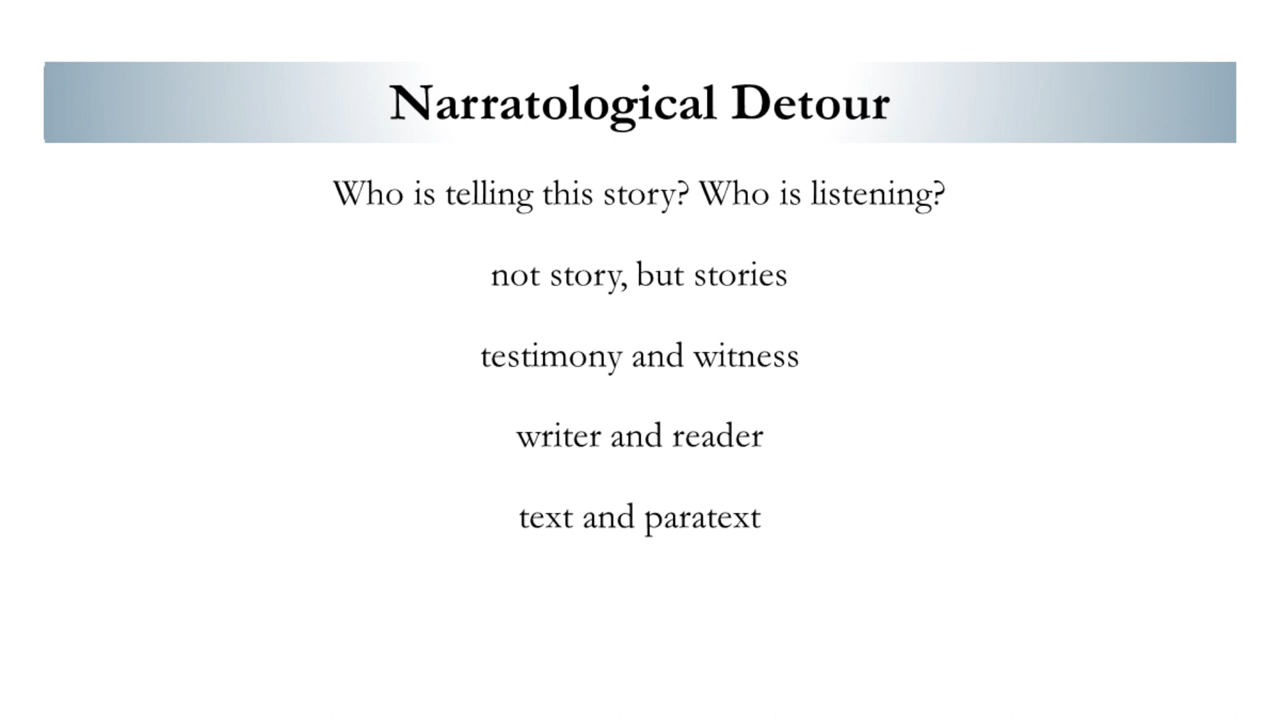 Narratological Detour
Who is telling this story? Who is listening?
not story, but stories
testimony and witness
writer and reader
text and paratext